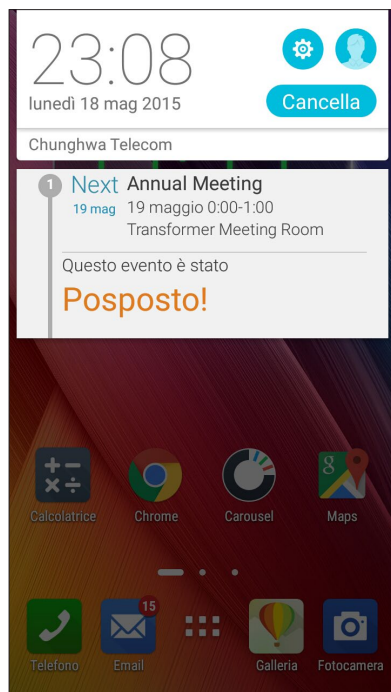 23:08
lunedì 18 mag 2015
Cancella
Chunghwa Telecom
1 Next Annual Meeting
19 mag 19 maggio 0:00-1:00
Transformer Meeting Room
Questo evento è stato
Posposto!
8
Calcolatrice Chrome Carousel Maps
15
Telefono Email Galleria Fotocamera